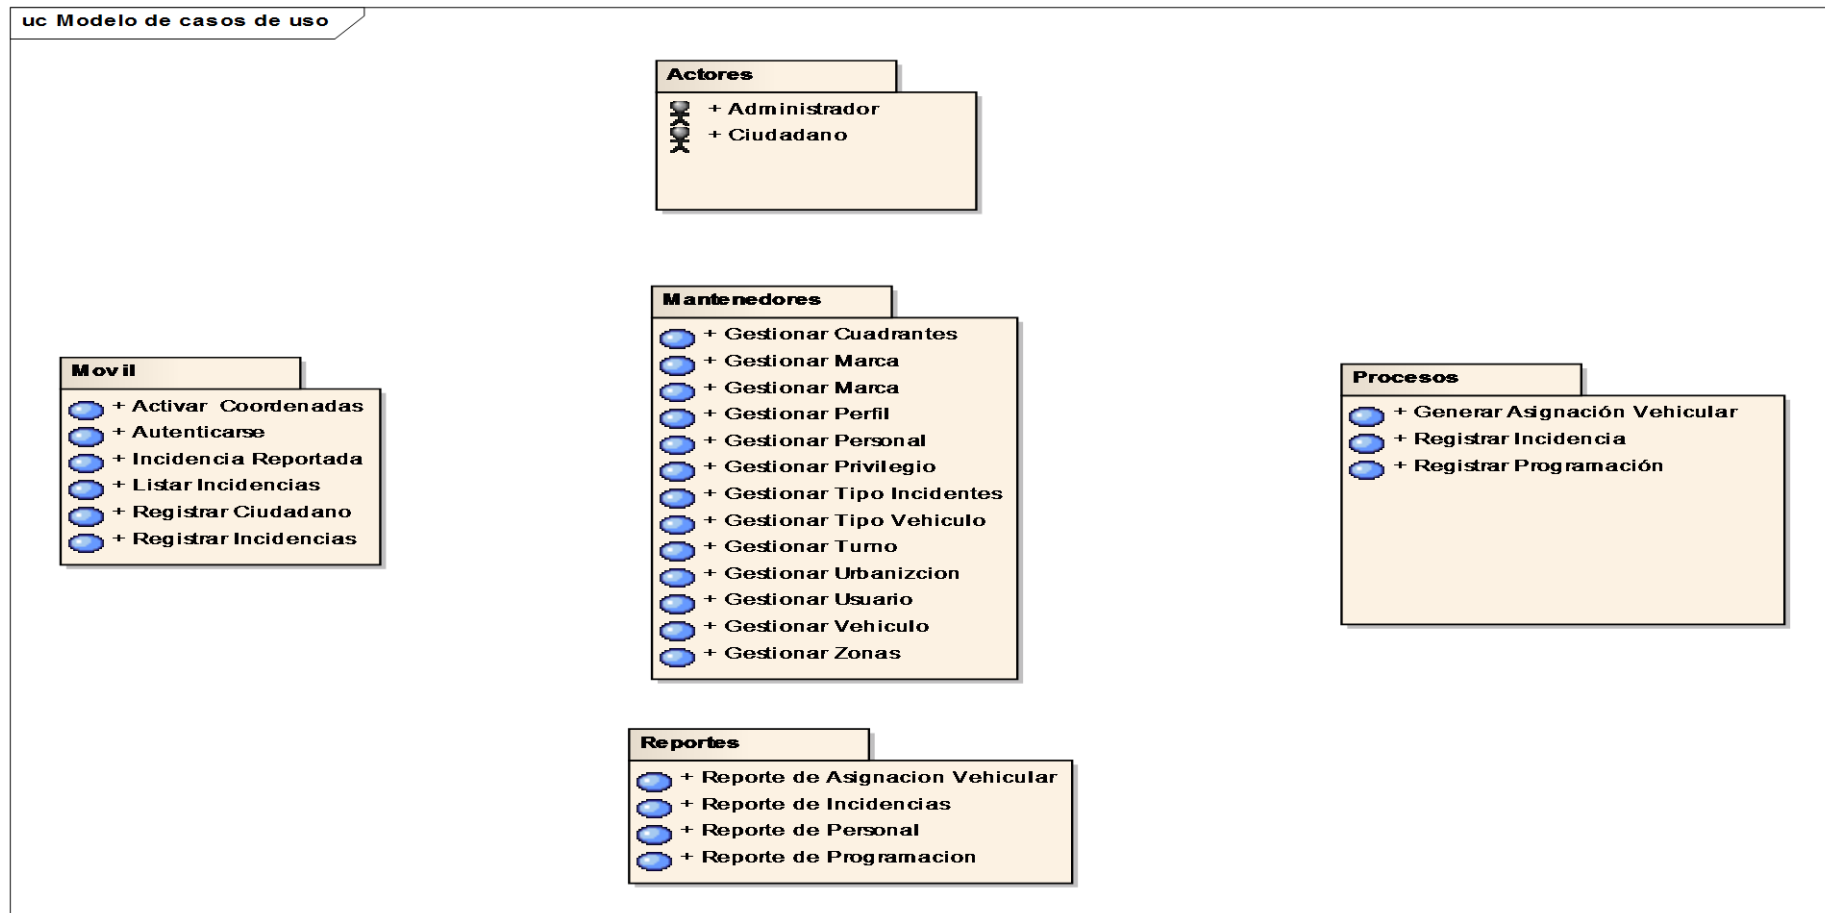 uc Modelo de casos de uso
Actores
+ Administrador
+ Ciudadano
Mantenedores
+ Gestionar Cuadrantes
+ Gestionar Marca
+ Gestionar Marca
+ Gestionar Perfil
+ Gestionar Personal
+ Gestionar Privilegio
+ Gestionar Tipo Incidentes
+ Gestionar Tipo Vehiculo
+ Gestionar Turno
+ Gestionar Urbanizcion
+ Gestionar Usuario
+ Gestionar Vehiculo
+ Gestionar Zonas
Movil
+ Activar Coordenadas
+ Autenticarse
+ Incidencia Reportada
+ Listar Incidencias
+ Registrar Ciudadano
+ Registrar Incidencias
Procesos
+ Generar Asignación Vehicular
+ Registrar Incidencia
+ Registrar Programación
Reportes
+ Reporte de Asignacion Vehicular
+ Reporte de Incidencias
+ Reporte de Personal
+ Reporte de Programacion